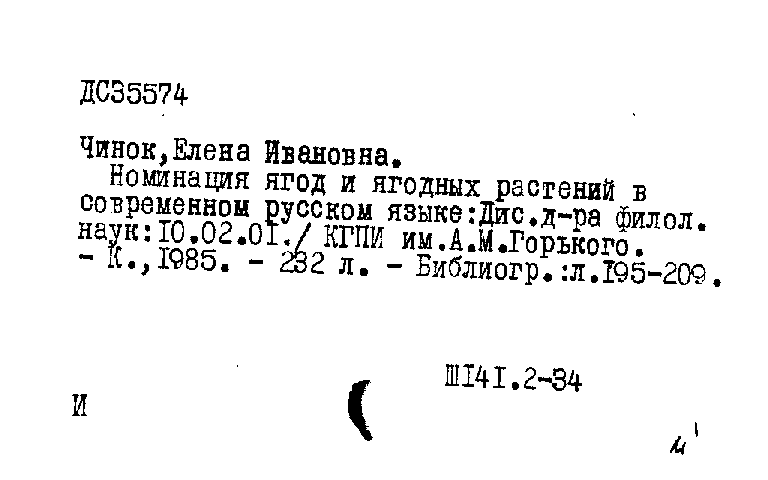 ДС35574
Чинок,Елена Ивановна.
Номинация ягод и ягодных растений в
современном русском языке:Дис.д-ра филол.
наук:10.02.01./ КГПИ им.А.М.Горького.
- К.,1985. - 232 л. - Библиогр.:л.195-209.
Ш141.2-34
И